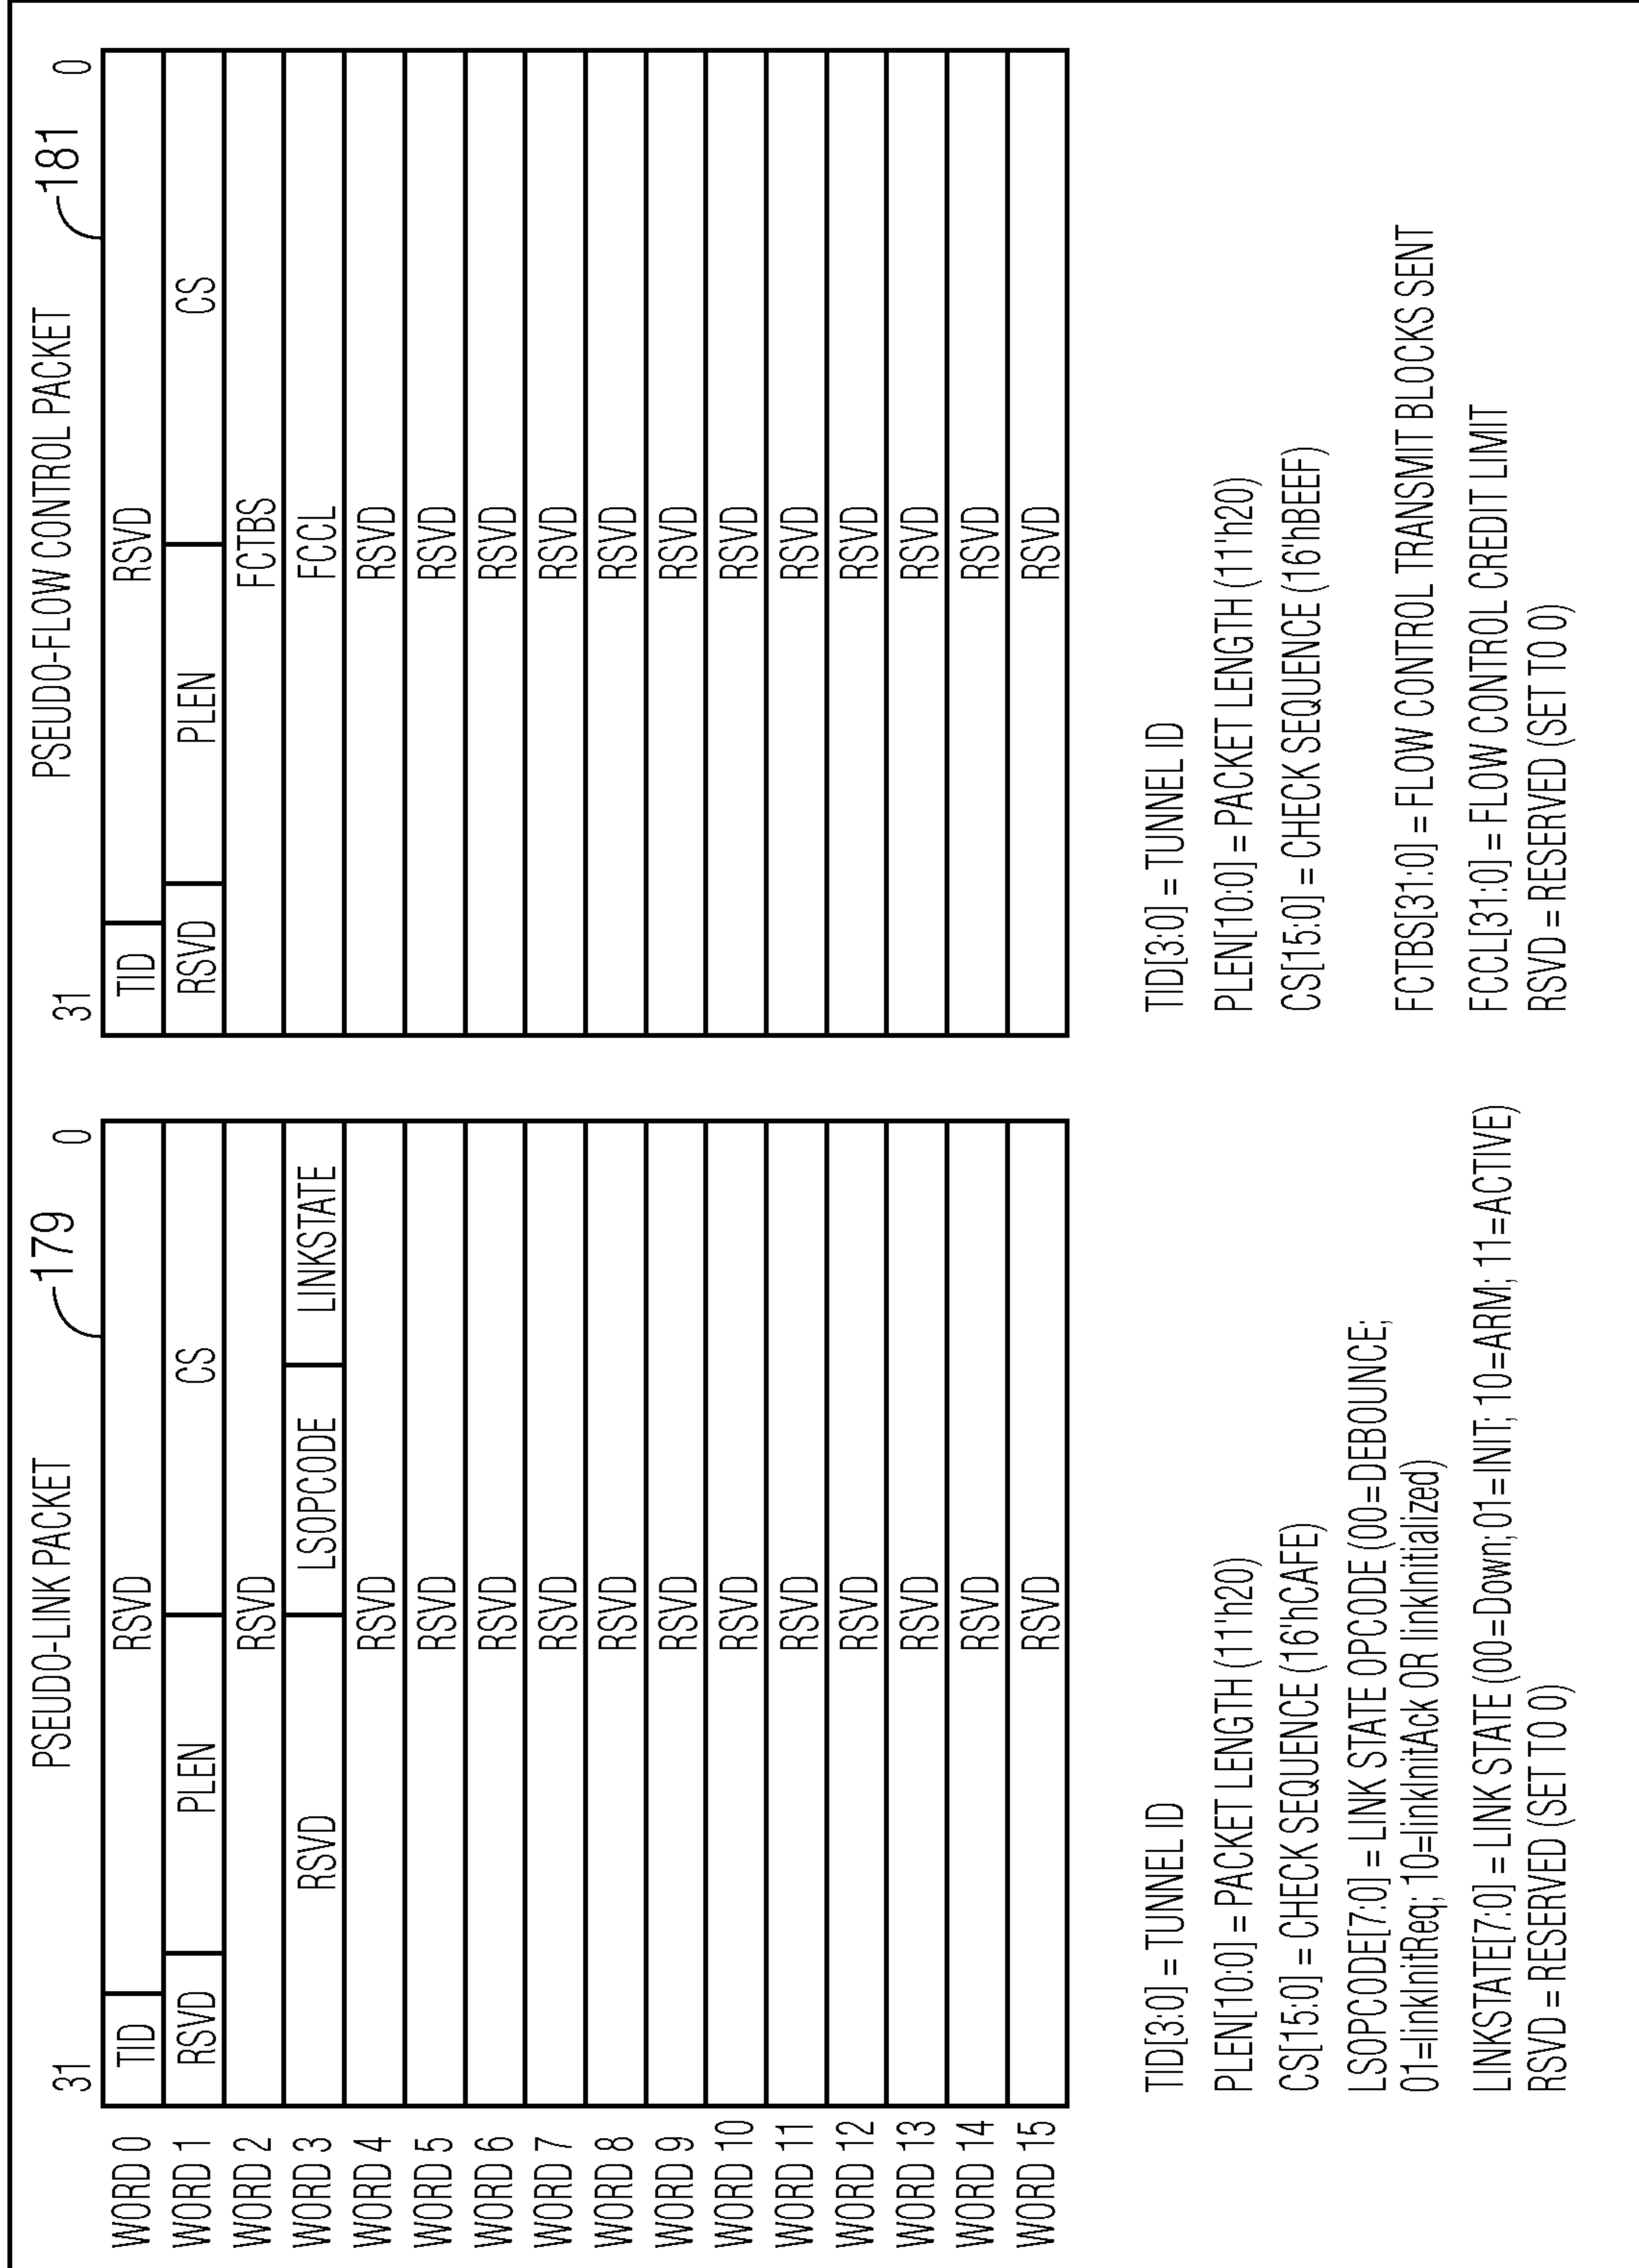 PSEUDO-LINK PACKET
179
31 0
WORD 0 TID RSVD
WORD 1 RSVD PLEN CS
WORD 2 RSVD
WORD 3 RSVD LSOPCODE LINKSTATE
WORD 4 RSVD
WORD 5 RSVD
WORD 6 RSVD
WORD 7 RSVD
WORD 8 RSVD
WORD 9 RSVD
WORD 10 RSVD
WORD 11 RSVD
WORD 12 RSVD
WORD 13 RSVD
WORD 14 RSVD
WORD 15 RSVD
TID[3:0] = TUNNEL ID
PLEN[10:0] = PACKET LENGTH (11'h20)
CS[15:0] = CHECK SEQUENCE (16'hCAFE)
LSOPCODE[7:0] = LINK STATE OPCODE (00=DEBOUNCE;
01=linkInitReq; 10=linkInitAck OR linkInitialized)
LINKSTATE[7:0] = LINK STATE (00=Down; 01=INIT; 10=ARM; 11=ACTIVE)
RSVD = RESERVED (SET TO 0)
PSEUDO-FLOW CONTROL PACKET
181
31 0
TID RSVD
RSVD PLEN CS
FCTBS
FCCL
RSVD
RSVD
RSVD
RSVD
RSVD
RSVD
RSVD
RSVD
RSVD
RSVD
RSVD
RSVD
TID[3:0] = TUNNEL ID
PLEN[10:0] = PACKET LENGTH (11'h20)
CS[15:0] = CHECK SEQUENCE (16'hBEEF)
FCTBS[31:0] = FLOW CONTROL TRANSMIT BLOCKS SENT
FCCL[31:0] = FLOW CONTROL CREDIT LIMIT
RSVD = RESERVED (SET TO 0)